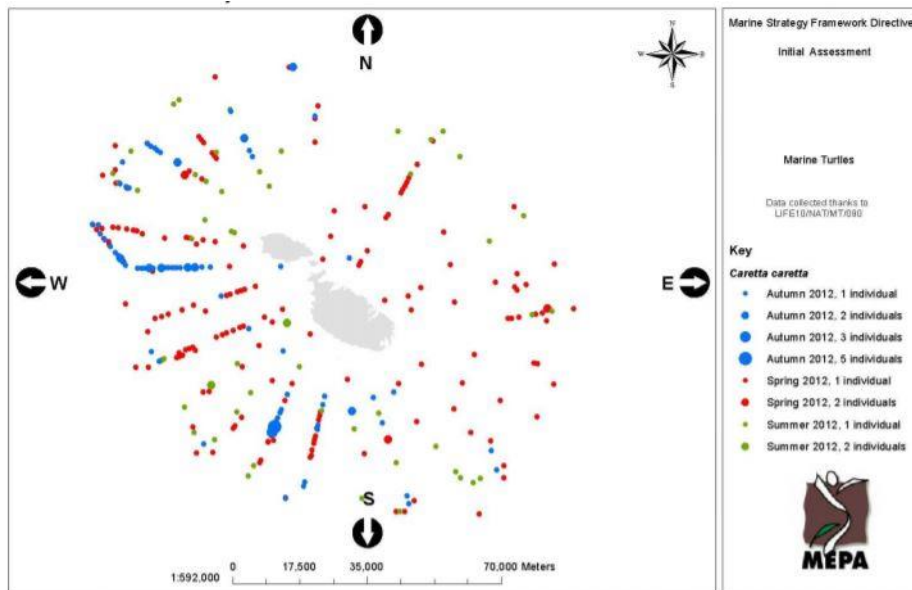 N
W
E
S
N
W
E
S
1:592,000
0 17,500 35,000 70,000 Meters
Marine Strategy Framework Directive
Initial Assessment
Marine Turtles
Data collected thanks to
LIFE10/NAT/MT/090
Key
Caretta caretta
Autumn 2012, 1 individual
Autumn 2012, 2 individuals
Autumn 2012, 3 individuals
Autumn 2012, 5 individuals
Spring 2012, 1 individual
Spring 2012, 2 individuals
Summer 2012, 1 individual
Summer 2012, 2 individuals
MEPA